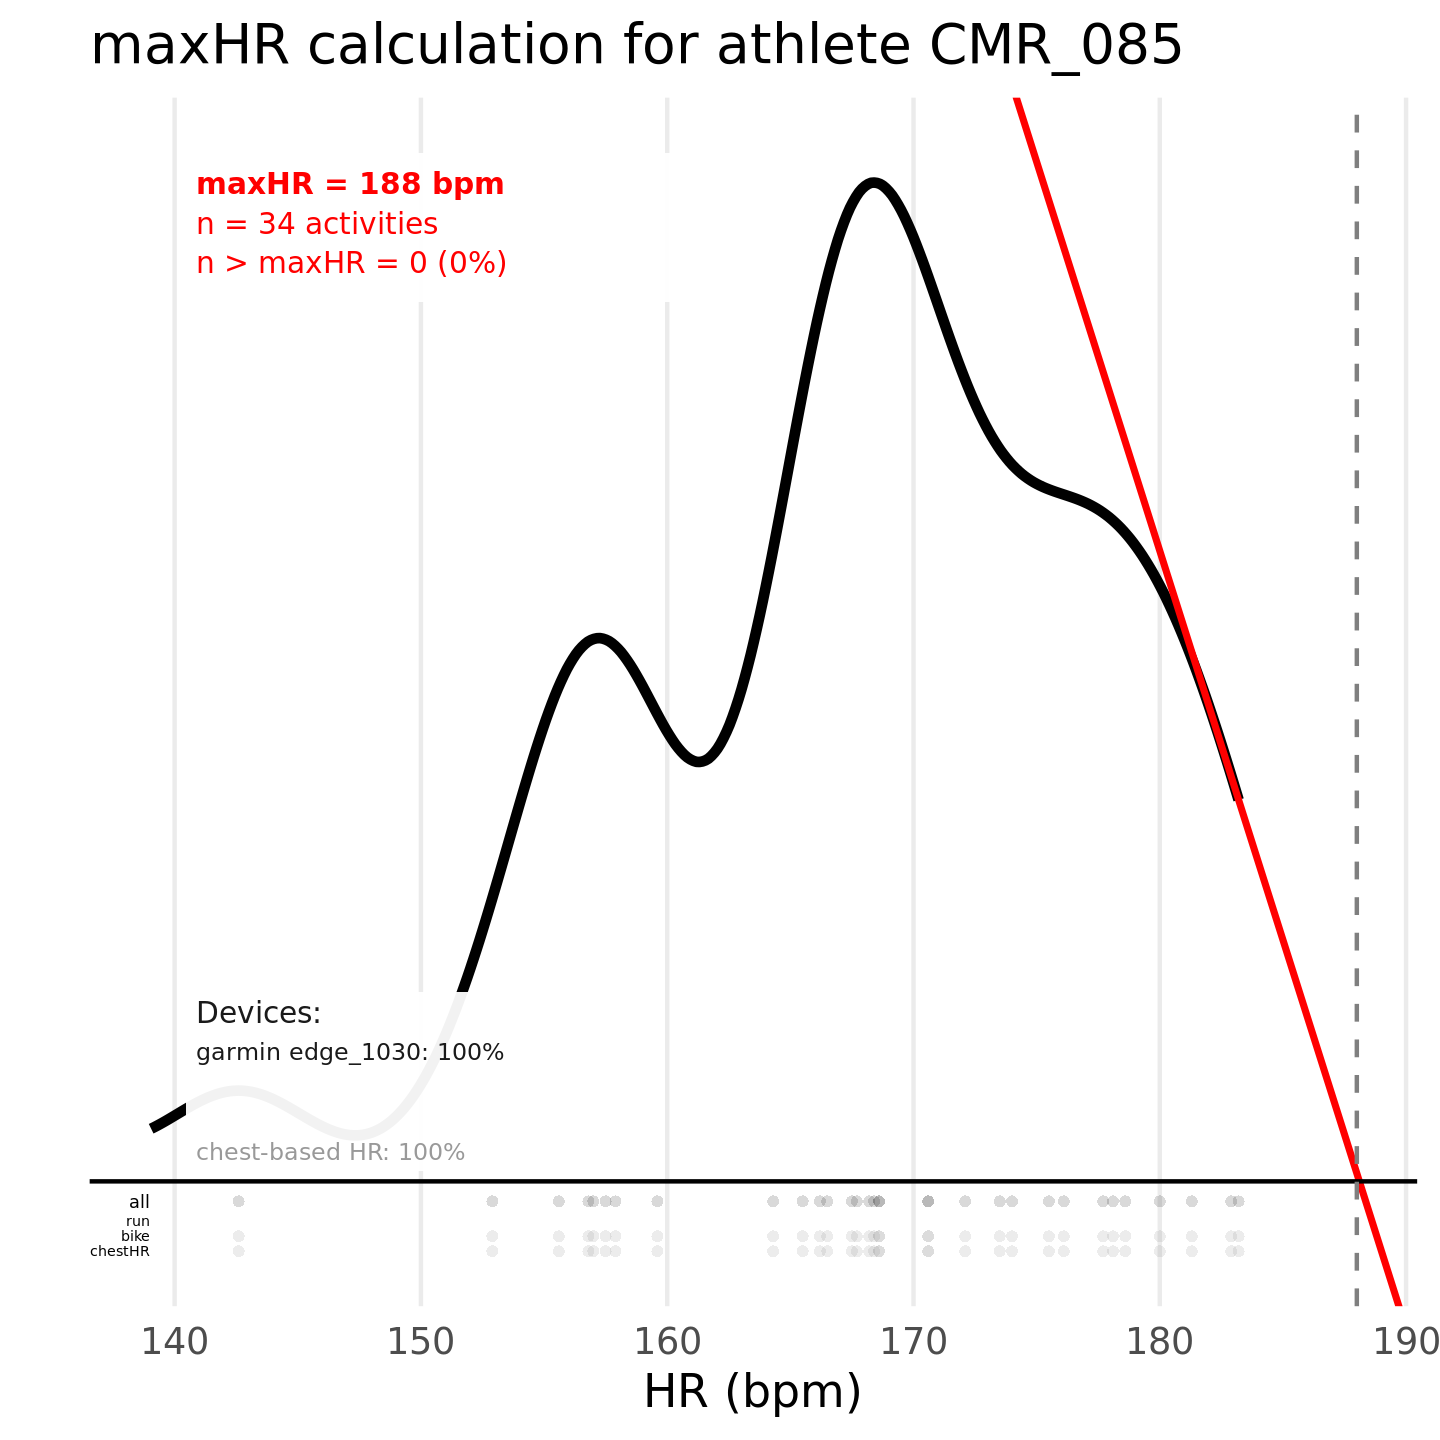 maxHR calculation for athlete CMR_085
maxHR = 188 bpm
n = 34 activities
n > maxHR = 0 (0%)
Devices:
garmin edge_1030: 100%
chest-based HR: 100%
all
run
bike
chestHR
140 150 160 170 180 190
HR (bpm)